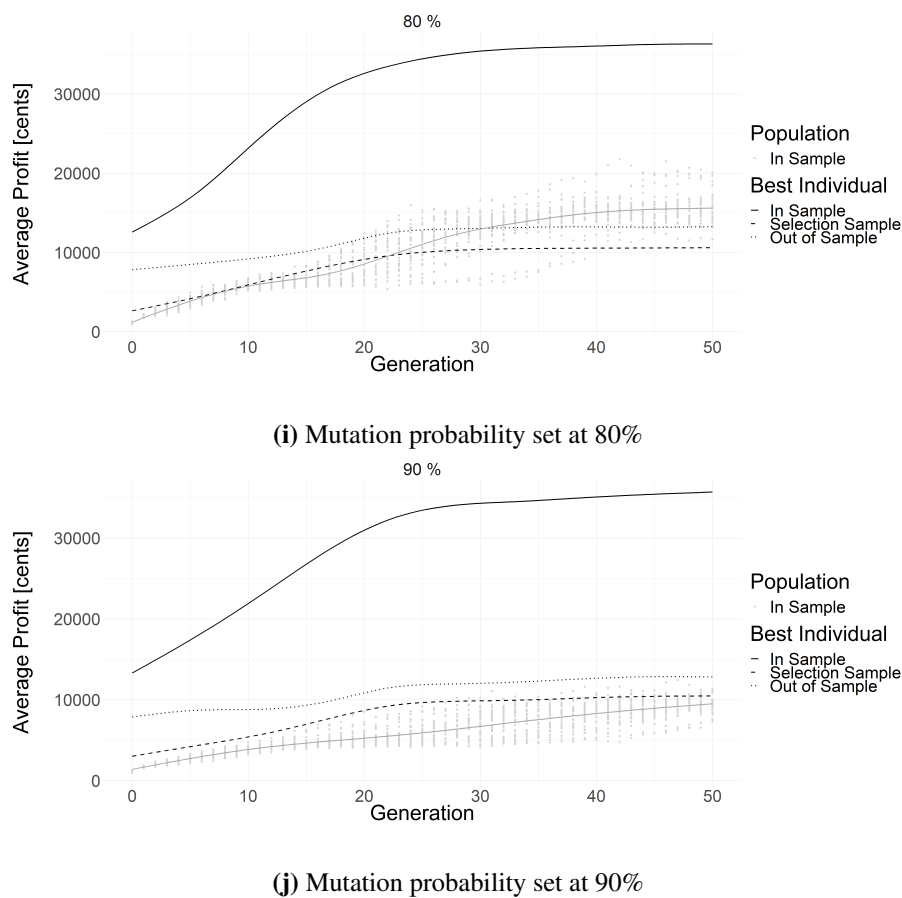 80 %
Average Profit [cents]
30000
20000
10000
0
0 10 20 30 40 50
Generation
Population
In Sample
Best Individual
In Sample
Selection Sample
Out of Sample
(i) Mutation probability set at 80%
90 %
Average Profit [cents]
30000
20000
10000
0
0 10 20 30 40 50
Generation
Population
In Sample
Best Individual
In Sample
Selection Sample
Out of Sample
(j) Mutation probability set at 90%